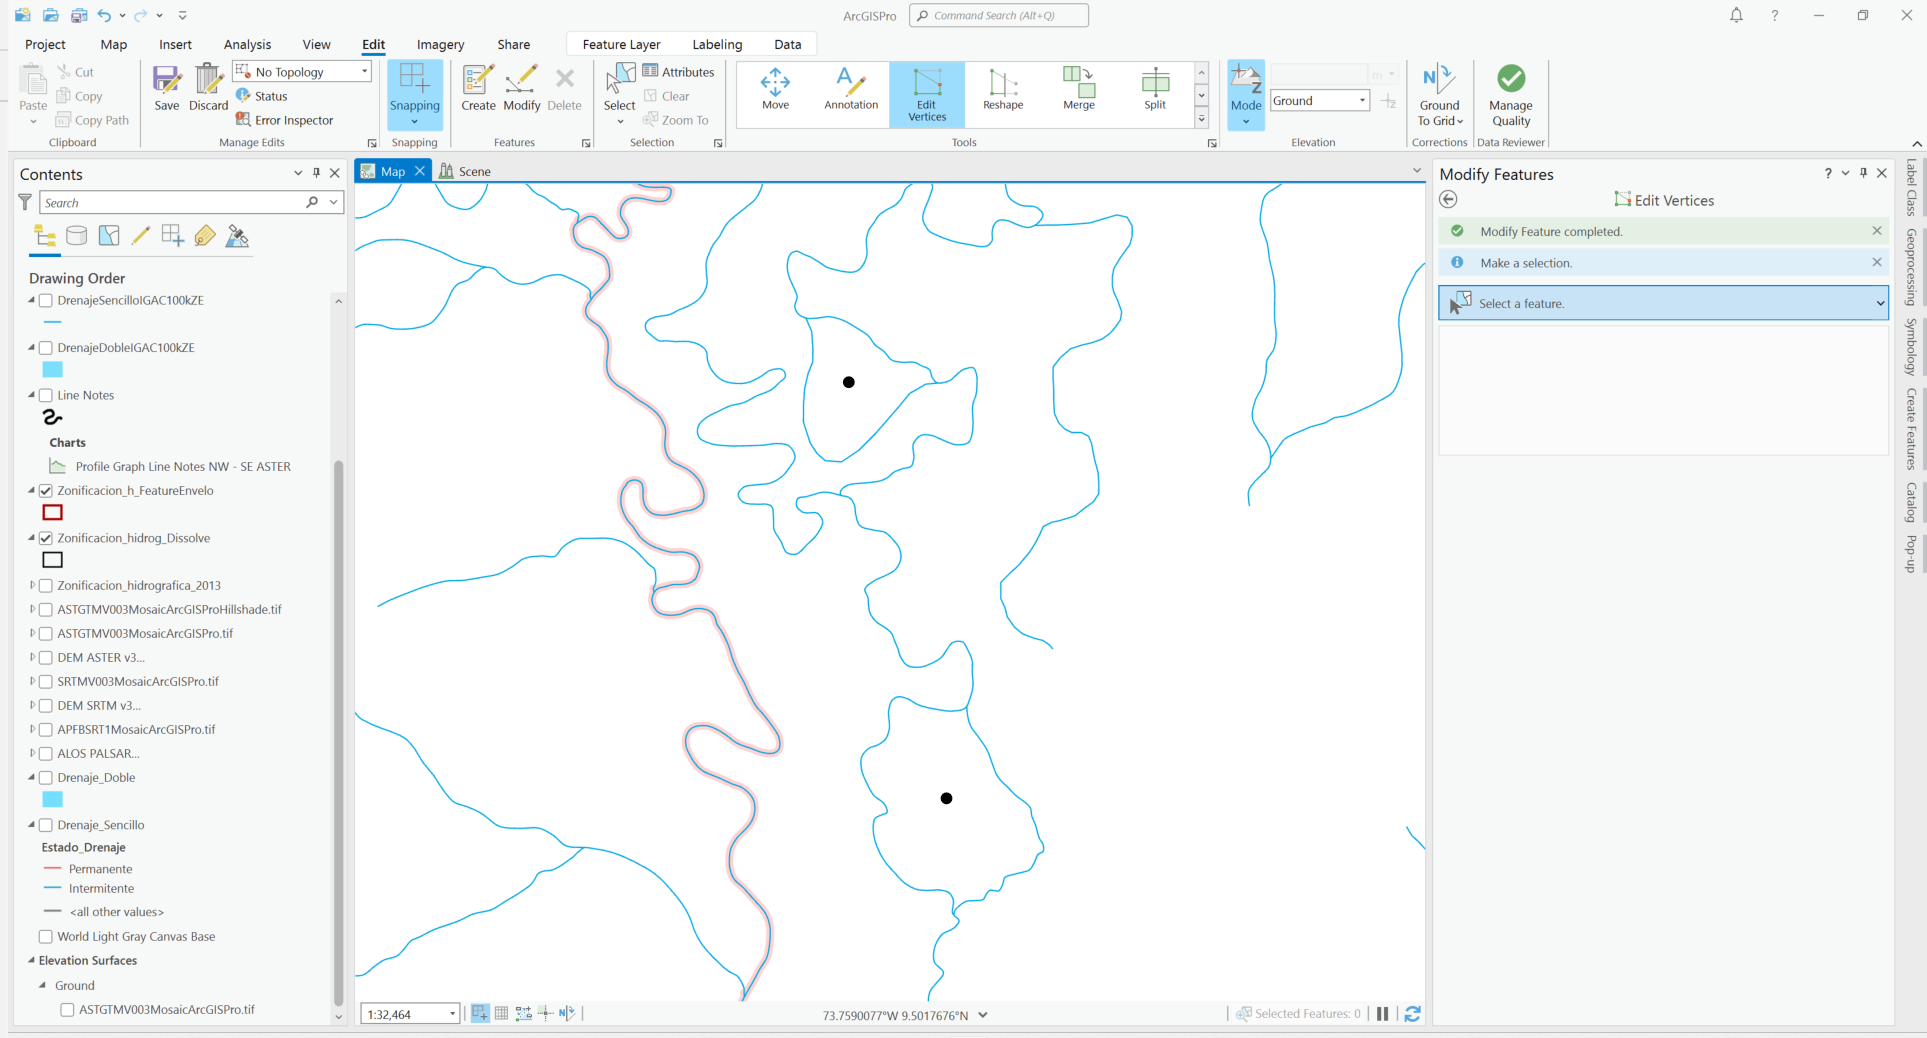 ArcGISPro
Command Search (Alt+Q)
Project Map Insert Analysis View Edit Imagery Share Feature Layer Labeling Data
Paste
Cut
Copy
Copy Path
Clipboard
Save
Discard
No Topology
Status
Error Inspector
Manage Edits
Snapping
Snapping
Create
Modify
Delete
Features
Select
Attributes
Clear
Zoom To
Selection
Move
Annotation
Edit
Vertices
Reshape
Merge
Split
Tools
Mode
m
Ground
Elevation
Ground
To Grid
Corrections
Manage
Quality
Data Reviewer
Contents
Search
Drawing Order
DrenajeSencilloIGAC100kZE
DrenajeDobleIGAC100kZE
Line Notes
Charts
Profile Graph Line Notes NW - SE ASTER
Zonificacion_h_FeatureEnvelo
Zonificacion_hidrog_Dissolve
Zonificacion_hidrografica_2013
ASTGTMV003MosaicArcGISProHillshade.tif
ASTGTMV003MosaicArcGISPro.tif
DEM ASTER v3...
SRTMV003MosaicArcGISPro.tif
DEM SRTM v3...
APFBSRT1MosaicArcGISPro.tif
ALOS PALSAR...
Drenaje_Doble
Drenaje_Sencillo
Estado_Drenaje
Permanente
Intermitente
<all other values>
World Light Gray Canvas Base
Elevation Surfaces
Ground
ASTGTMV003MosaicArcGISPro.tif
Map
Scene
1:32,464
73.7590077°W 9.5017676°N
Selected Features: 0
Modify Features
Edit Vertices
Modify Feature completed.
Make a selection.
Select a feature.
Label Class
Geoprocessing
Symbology
Create Features
Catalog
Pop-up